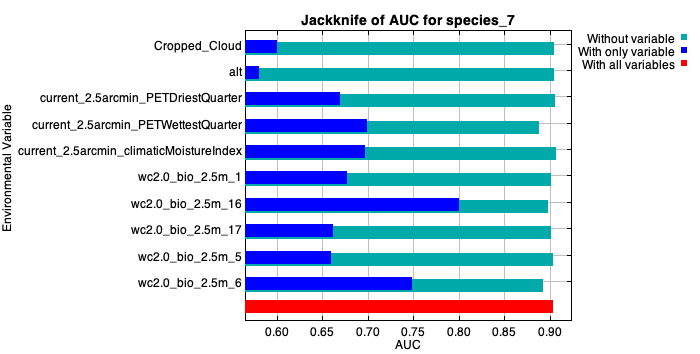 Jackknife of AUC for species_7
Without variable
With only variable
With all variables
Environmental Variable
Cropped_Cloud
alt
current_2.5arcmin_PETDriestQuarter
current_2.5arcmin_PETWettestQuarter
current_2.5arcmin_climaticMoistureIndex
wc2.0_bio_2.5m_1
wc2.0_bio_2.5m_16
wc2.0_bio_2.5m_17
wc2.0_bio_2.5m_5
wc2.0_bio_2.5m_6
0.60 0.65 0.70 0.75 0.80 0.85 0.90
AUC